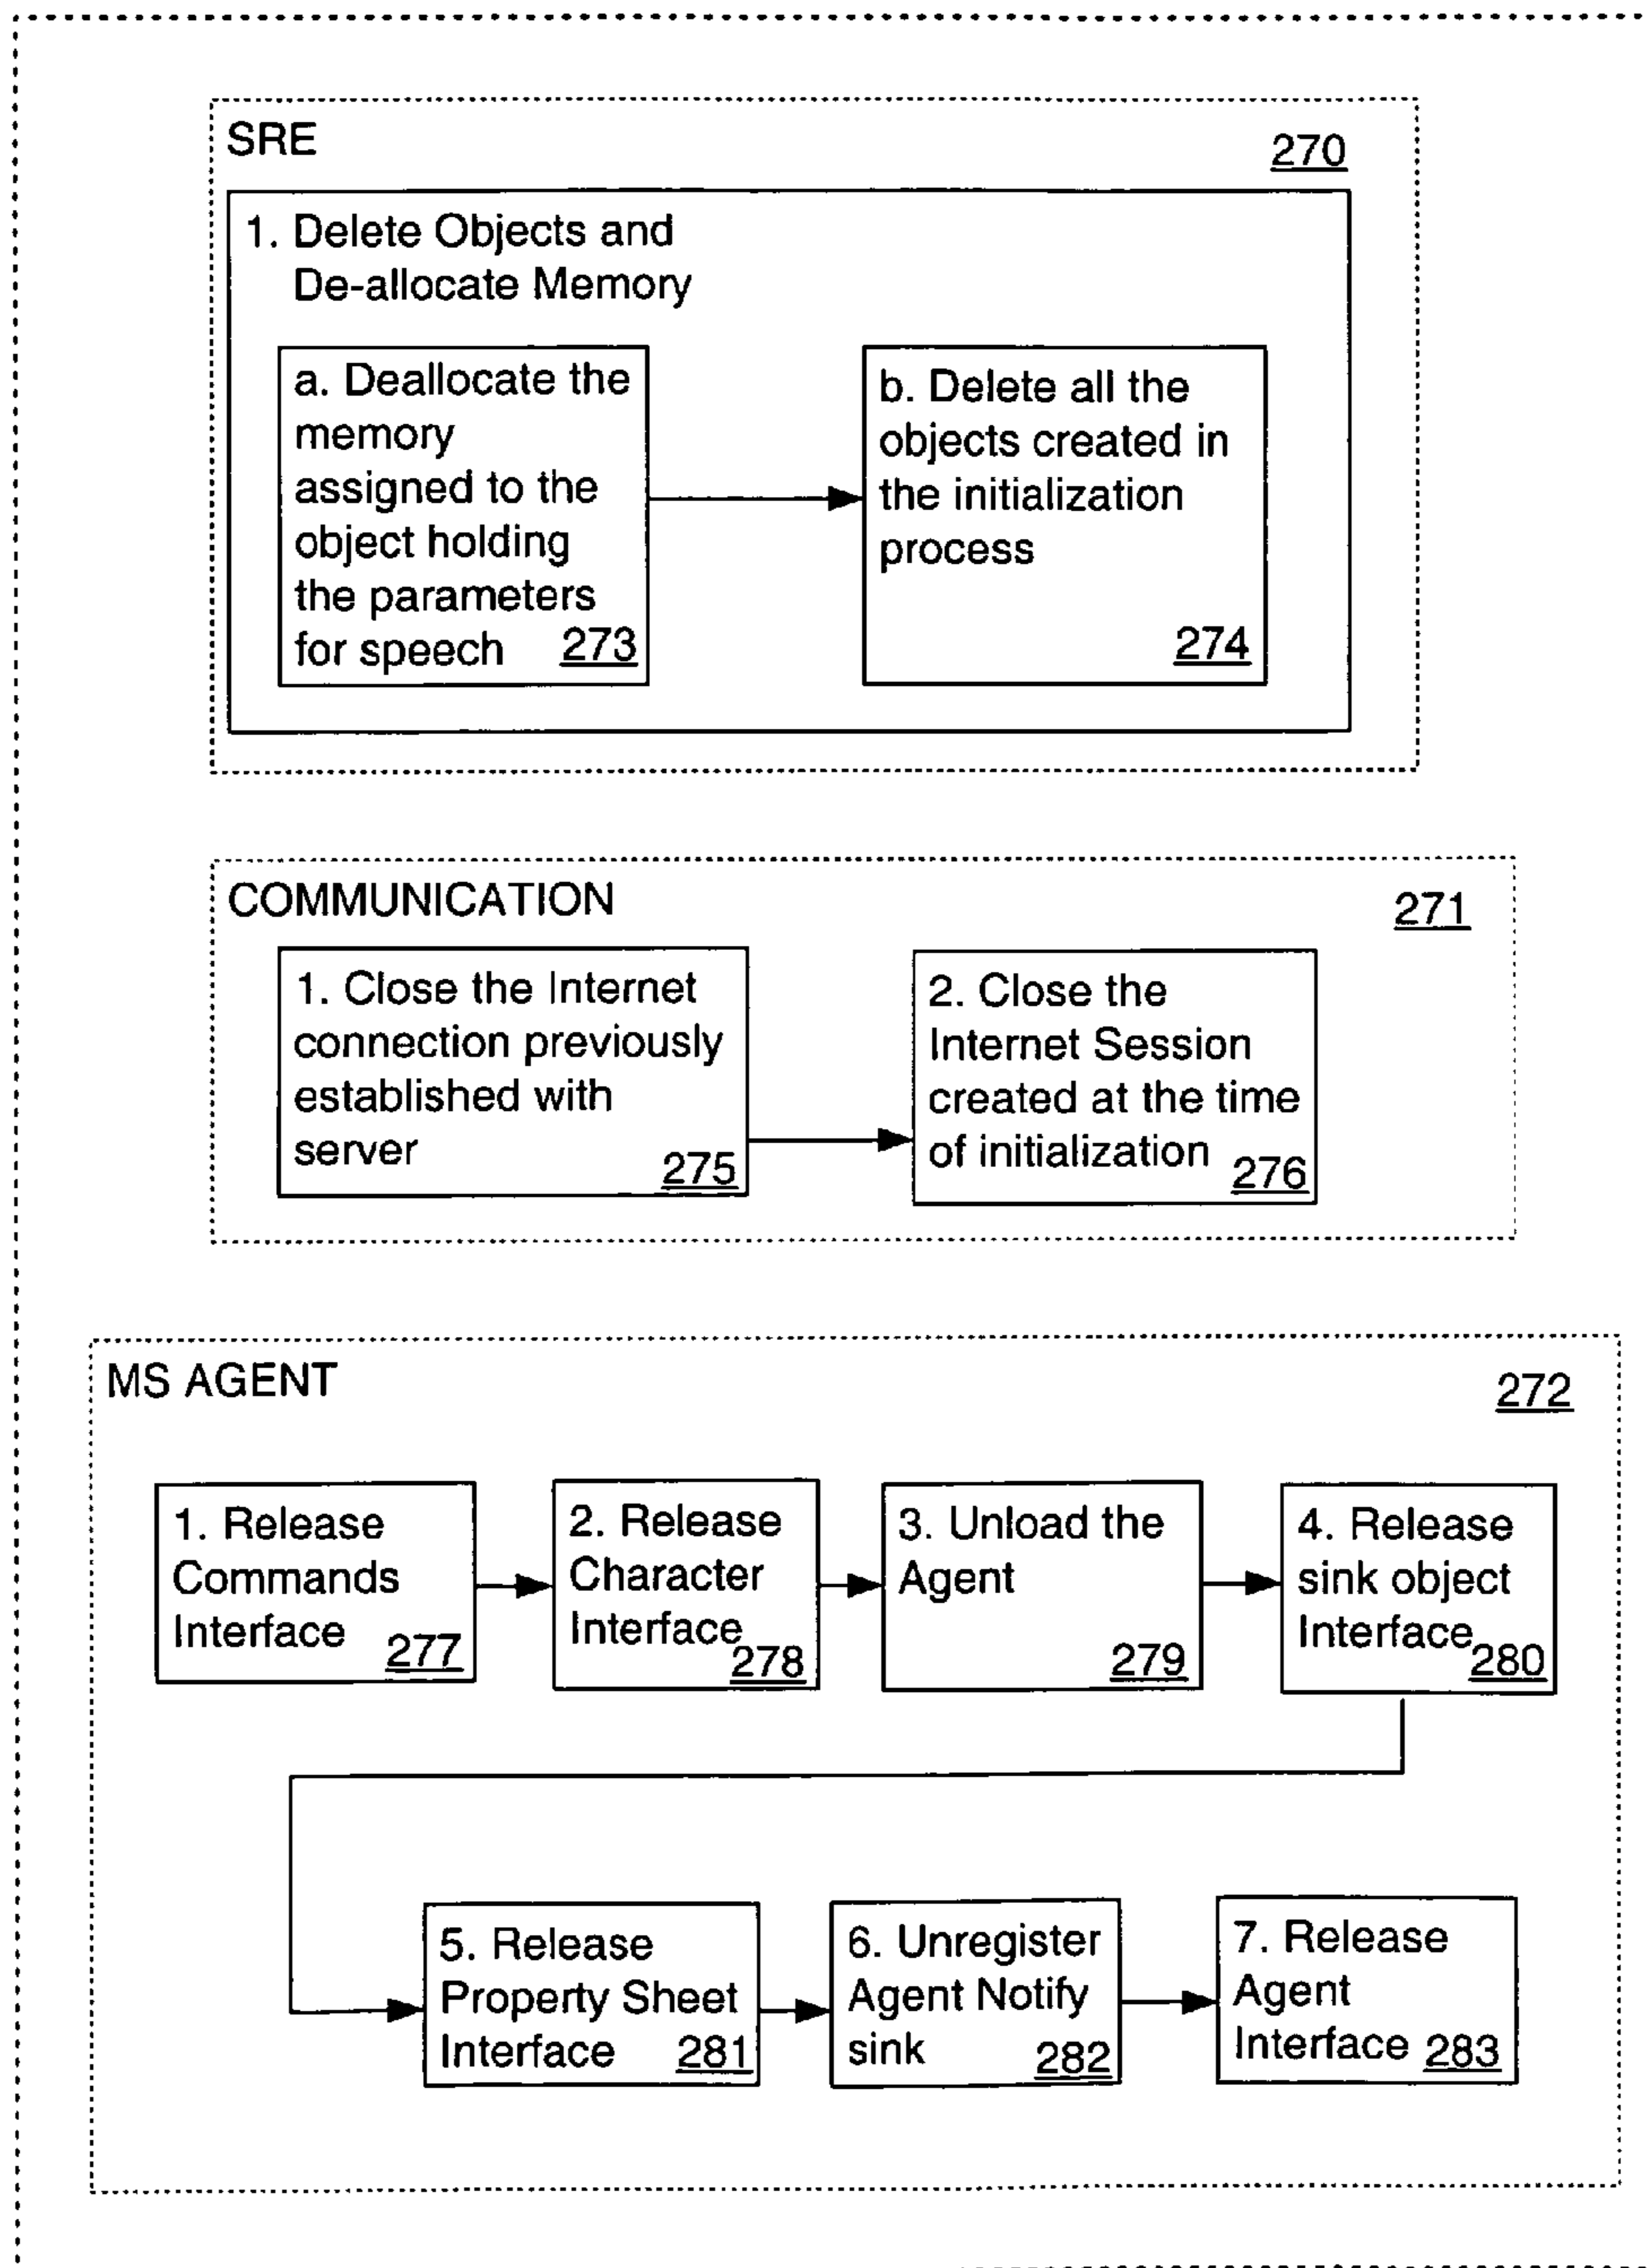 SRE
270
1. Delete Objects and
De-allocate Memory
a. Deallocate the
memory
assigned to the
object holding
the parameters
for speech 273
b. Delete all the
objects created in
the initialization
process
274
COMMUNICATION
271
1. Close the Internet
connection previously
established with
server 275
2. Close the
Internet Session
created at the time
of initialization 276
MS AGENT
272
1. Release
Commands
Interface 277
2. Release
Character
Interface 278
3. Unload the
Agent
279
4. Release
sink object
Interface 280
5. Release
Property Sheet
Interface 281
6. Unregister
Agent Notify
sink 282
7. Release
Agent
Interface 283